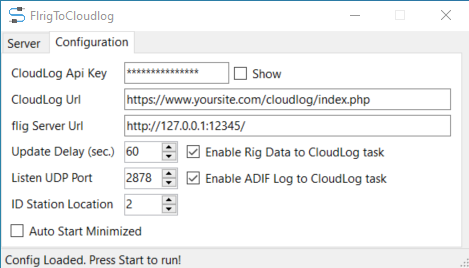 FlrigToCloudlog
Server Configuration
CloudLog Api Key *************** Show
CloudLog Url https://www.yoursite.com/cloudlog/index.php
flig Server Url http://127.0.0.1:12345/
Update Delay (sec.) 60 Enable Rig Data to CloudLog task
Listen UDP Port 2878 Enable ADIF Log to CloudLog task
ID Station Location 2
Auto Start Minimized
Config Loaded. Press Start to run!